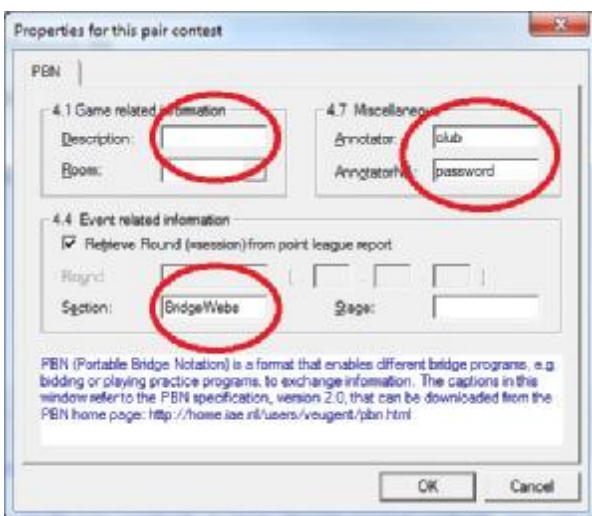 Properties for this pair contest
PBN
4.1 Game related information
Description:
Room:
4.7 Miscellaneous
Annotator: club
AnnotatorNA: password
4.4 Event related information
Retrieve Round (=session) from point league report
Round:
Section: BridgeWebs
Stage:
PBN (Portable Bridge Notation) is a format that enables different bridge programs, e.g.
bidding or playing practice programs, to exchange information. The captions in this
window refer to the PBN specification, version 2.0, that can be downloaded from the
PBN home page: http://home.iae.nl/users/veugent/pbn.html
OK Cancel